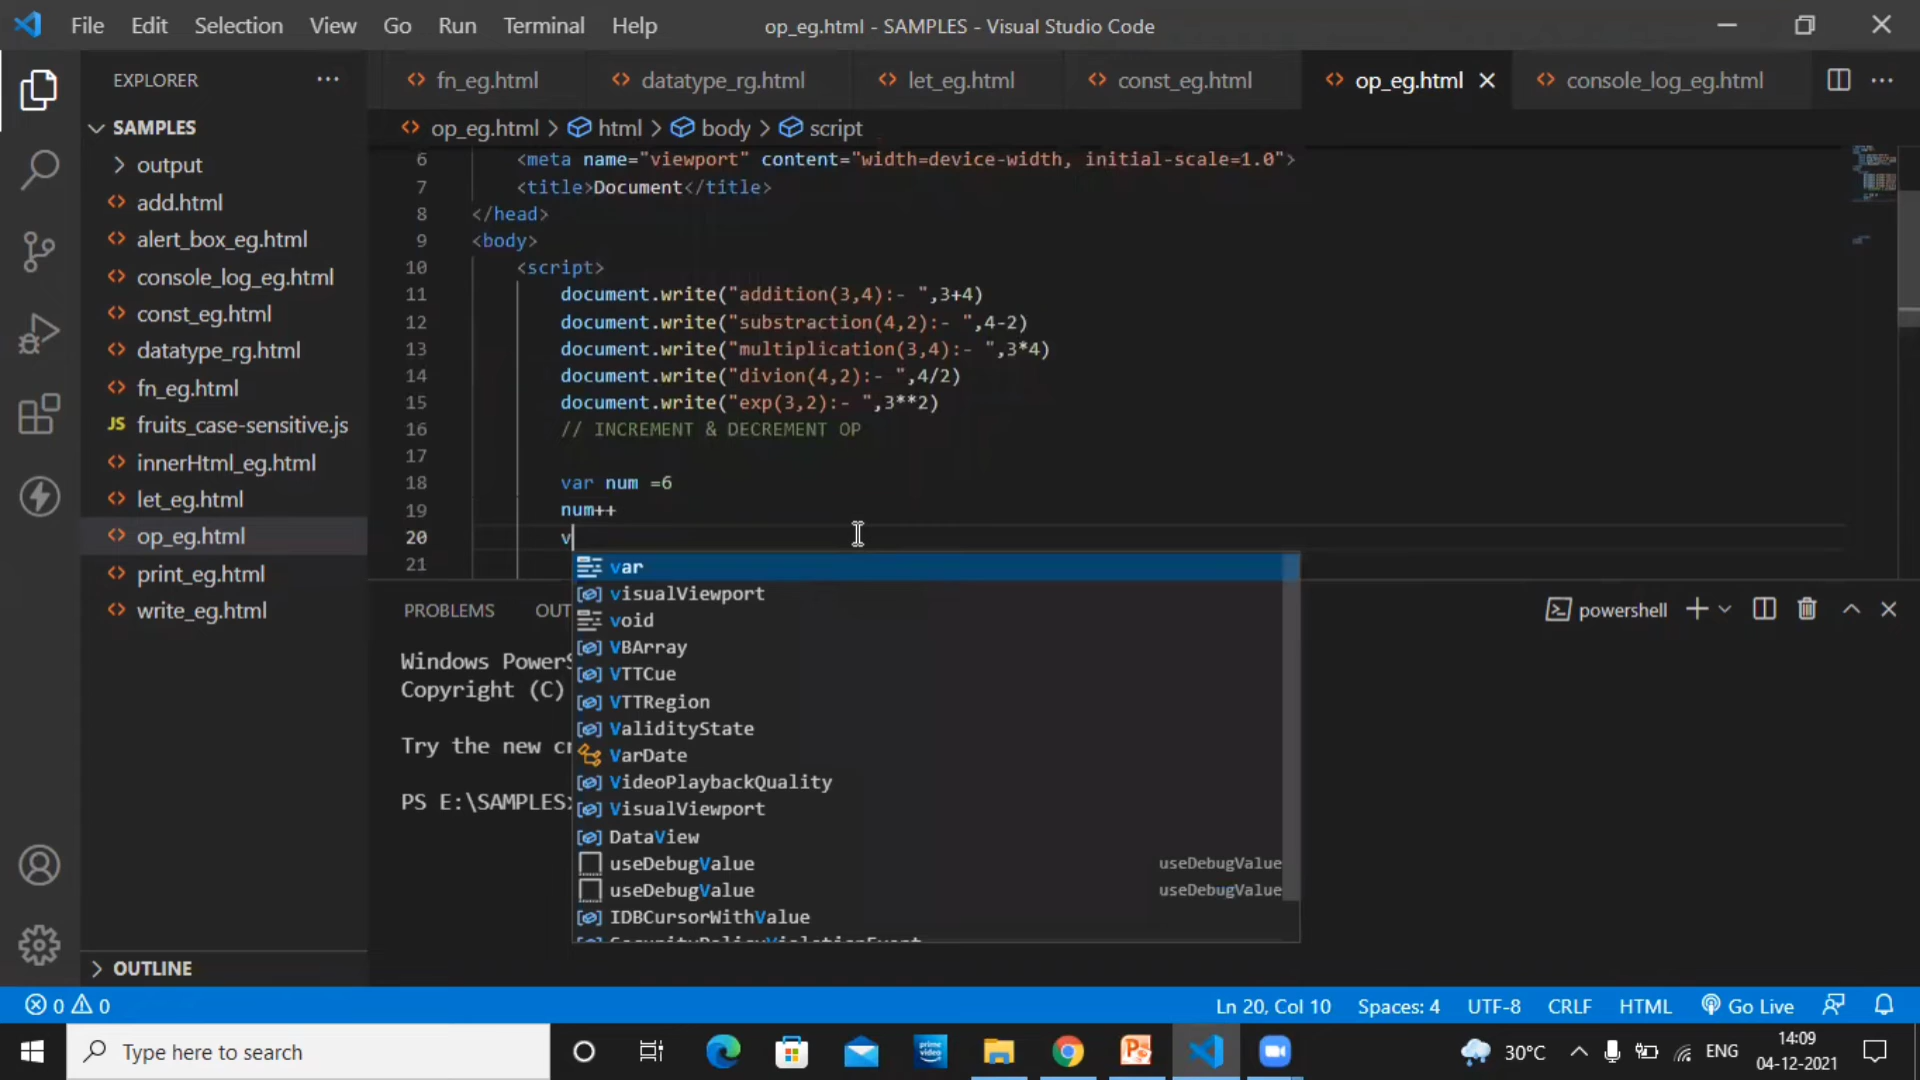 File Edit Selection View Go Run Terminal Help op_eg.html - SAMPLES - Visual Studio Code
EXPLORER
fn_eg.html datatype_rg.html let_eg.html const_eg.html op_eg.html console_log_eg.html
SAMPLES
output
add.html
alert_box_eg.html
console_log_eg.html
const_eg.html
datatype_rg.html
fn_eg.html
JS fruits_case-sensitive.js
innerHtml_eg.html
let_eg.html
op_eg.html
print_eg.html
write_eg.html
OUTLINE
op_eg.html > html > body > script
6 <meta name="viewport" content="width=device-width, initial-scale=1.0">
7 <title>Document</title>
8 </head>
9 <body>
10 <script>
11 document.write("addition(3,4):- ",3+4)
12 document.write("substraction(4,2):- ",4-2)
13 document.write("multiplication(3,4):- ",3*4)
14 document.write("divion(4,2):- ",4/2)
15 document.write("exp(3,2):- ",3**2)
16 // INCREMENT & DECREMENT OP
17
18 var num =6
19 num++
20 v
21
var
visualViewport
void
VBArray
VTTCue
VTTRegion
ValidityState
VarDate
VideoPlaybackQuality
VisualViewport
DataView
useDebugValue useDebugValue
useDebugValue useDebugValue
IDBCursorWithValue
PROBLEMS OUT powershell
Windows PowerS
Copyright (C)
Try the new cr
PS E:\SAMPLES>
0 0 Ln 20, Col 10 Spaces: 4 UTF-8 CRLF HTML Go Live
Type here to search prime video 30°C ENG 14:09
04-12-2021